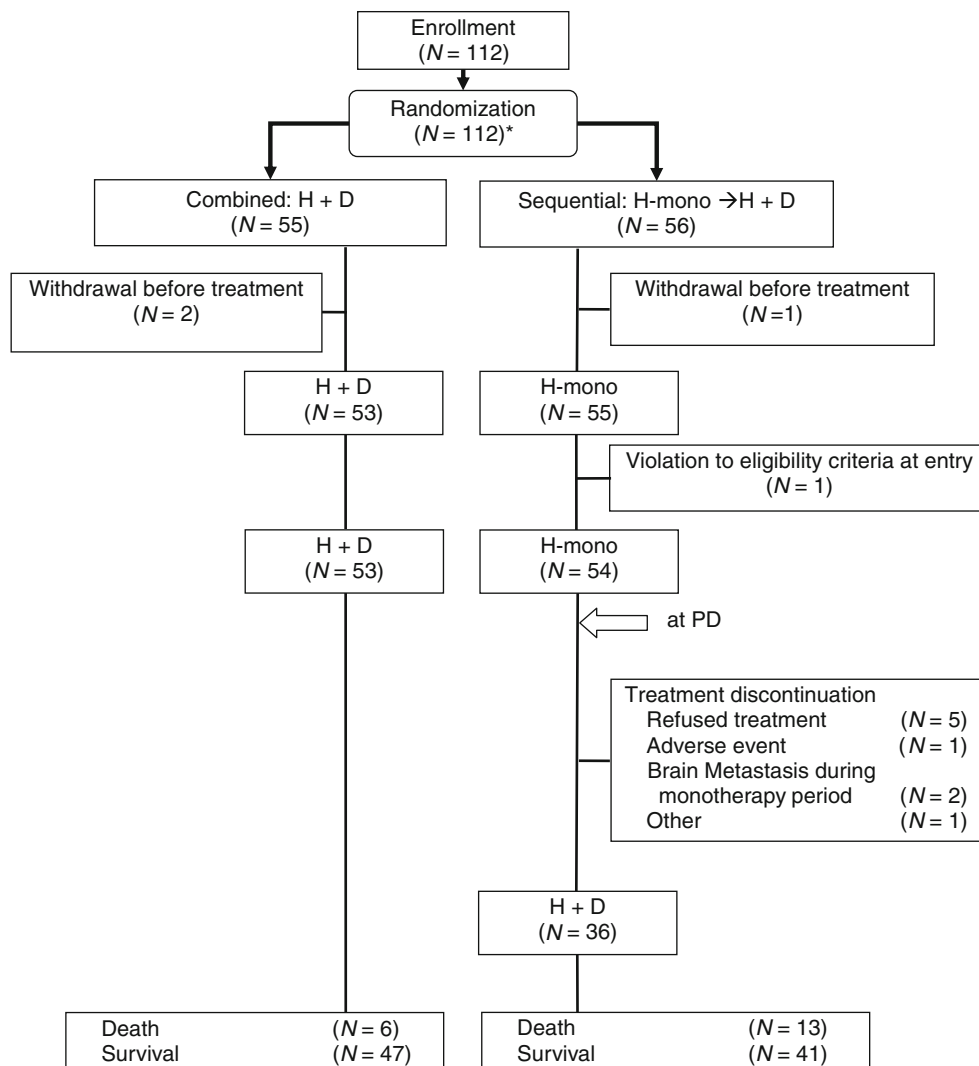 Enrollment
(N = 112)
Randomization
(N = 112)*
Combined: H + D
(N = 55)
Sequential: H-mono →H + D
(N = 56)
Withdrawal before treatment
(N = 2)
Withdrawal before treatment
(N =1)
H + D
(N = 53)
H-mono
(N = 55)
Violation to eligibility criteria at entry
(N = 1)
H + D
(N = 53)
H-mono
(N = 54)
at PD
Treatment discontinuation
Refused treatment (N = 5)
Adverse event (N = 1)
Brain Metastasis during
monotherapy period (N = 2)
Other (N = 1)
H + D
(N = 36)
Death (N = 6)
Survival (N = 47)
Death (N = 13)
Survival (N = 41)